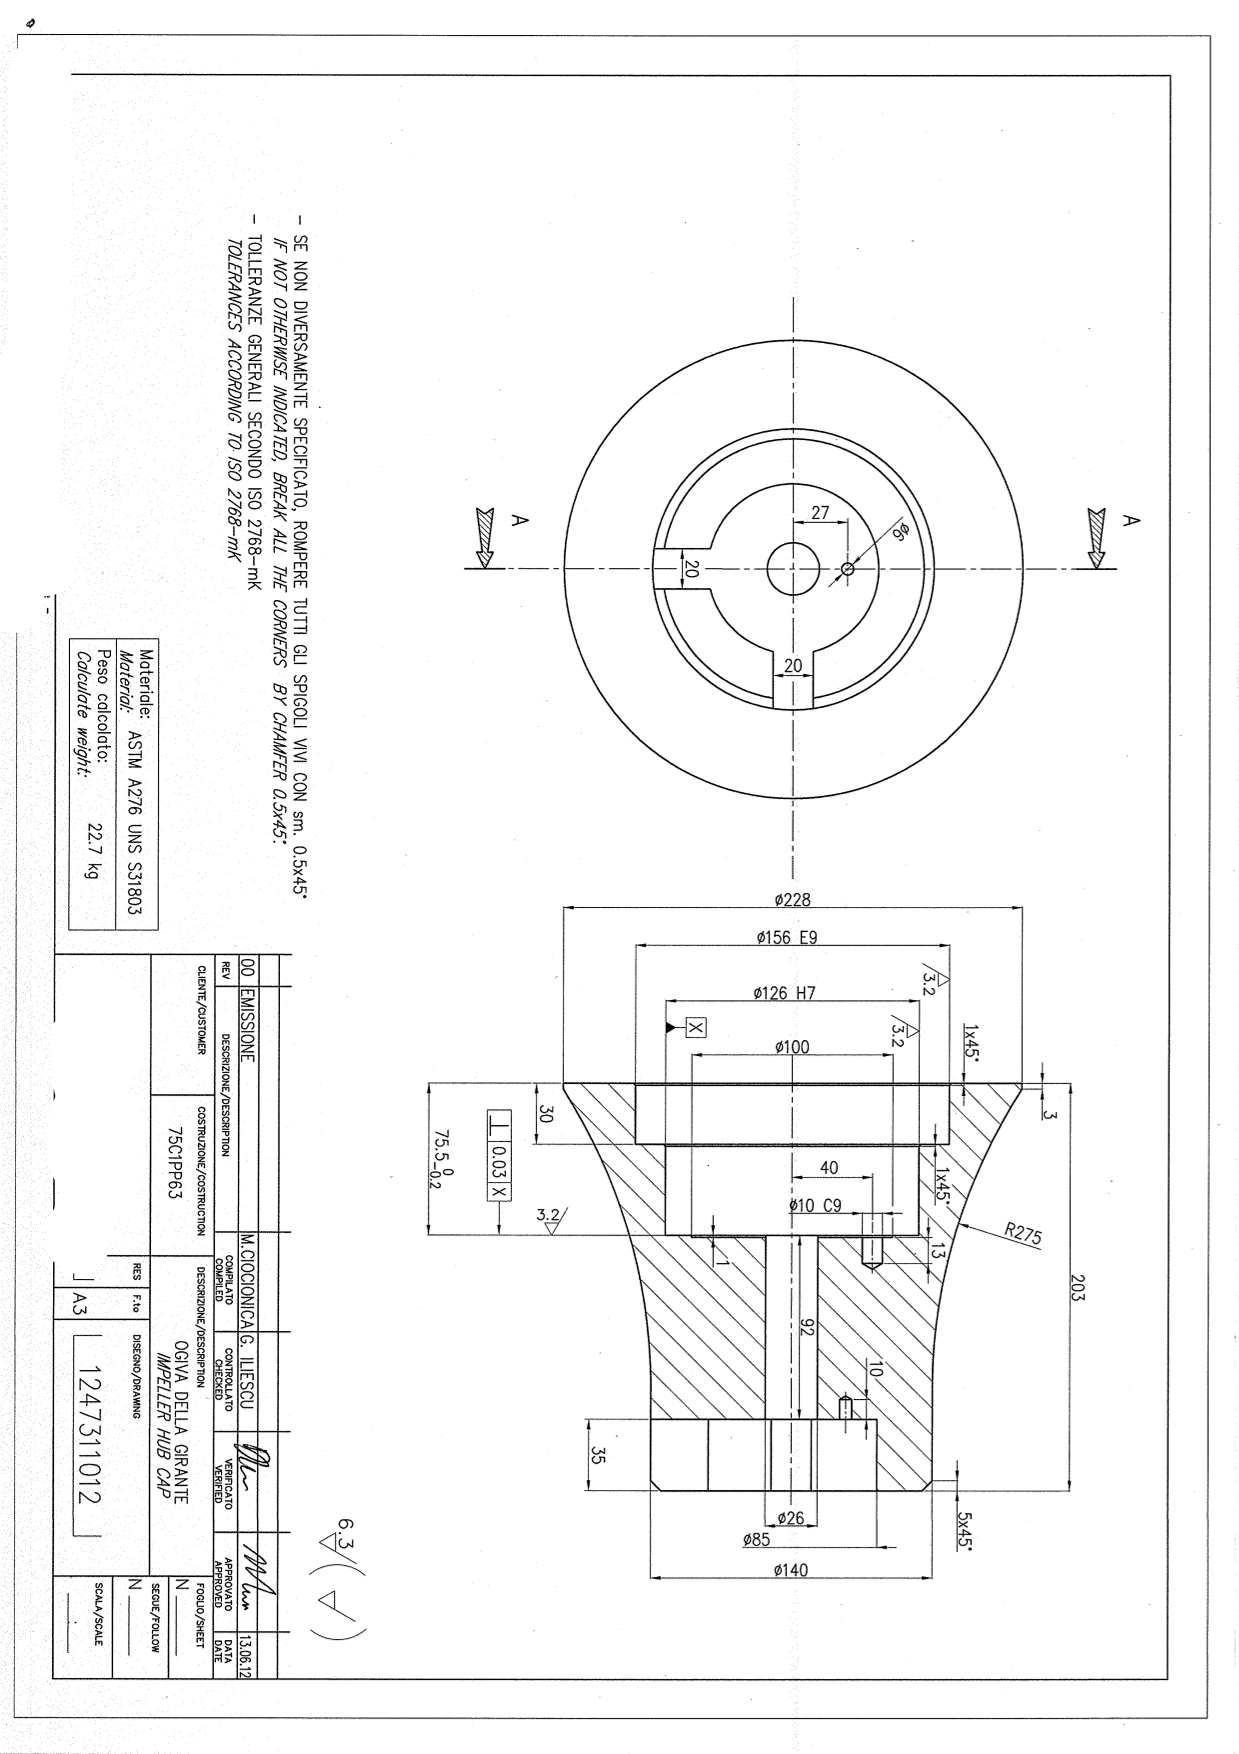 A
A
27
ø6
20
20
ø228
ø156 E9
3.2
ø126 H7
3.2
X
ø100
1x45°
3
30
75.5 0 -0.2
⊥ 0.03 X
3.2
40
1x45°
ø10 C9
13
R275
1
203
92
10
35
ø26
ø85
ø140
5x45°
6.3
- SE NON DIVERSAMENTE SPECIFICATO, ROMPERE TUTTI GLI SPIGOLI VIVI CON sm. 0.5x45°
IF NOT OTHERWISE INDICATED, BREAK ALL THE CORNERS BY CHAMFER 0.5x45°.
- TOLLERANZE GENERALI SECONDO ISO 2768-mK
TOLERANCES ACCORDING TO ISO 2768-mK
Materiale:
Material: ASTM A276 UNS S31803
Peso calcolato:
Calculate weight: 22.7 kg
00 EMISSIONE M.CIOCIONICA G. ILIESCU 13.06.12
REV DESCRIZIONE/DESCRIPTION COMPILATO COMPILED CONTROLLATO CHECKED VERIFICATO VERIFIED APPROVATO APPROVED DATA DATE
CLIENTE/CUSTOMER
COSTRUZIONE/COSTRUCTION
75C1PP63
DESCRIZIONE/DESCRIPTION
OGIVA DELLA GIRANTE
IMPELLER HUB CAP
FOGLIO/SHEET
N
SEGUE/FOLLOW
N
RES
F.to
A3
DISEGNO/DRAWING
1247311012
SCALA/SCALE